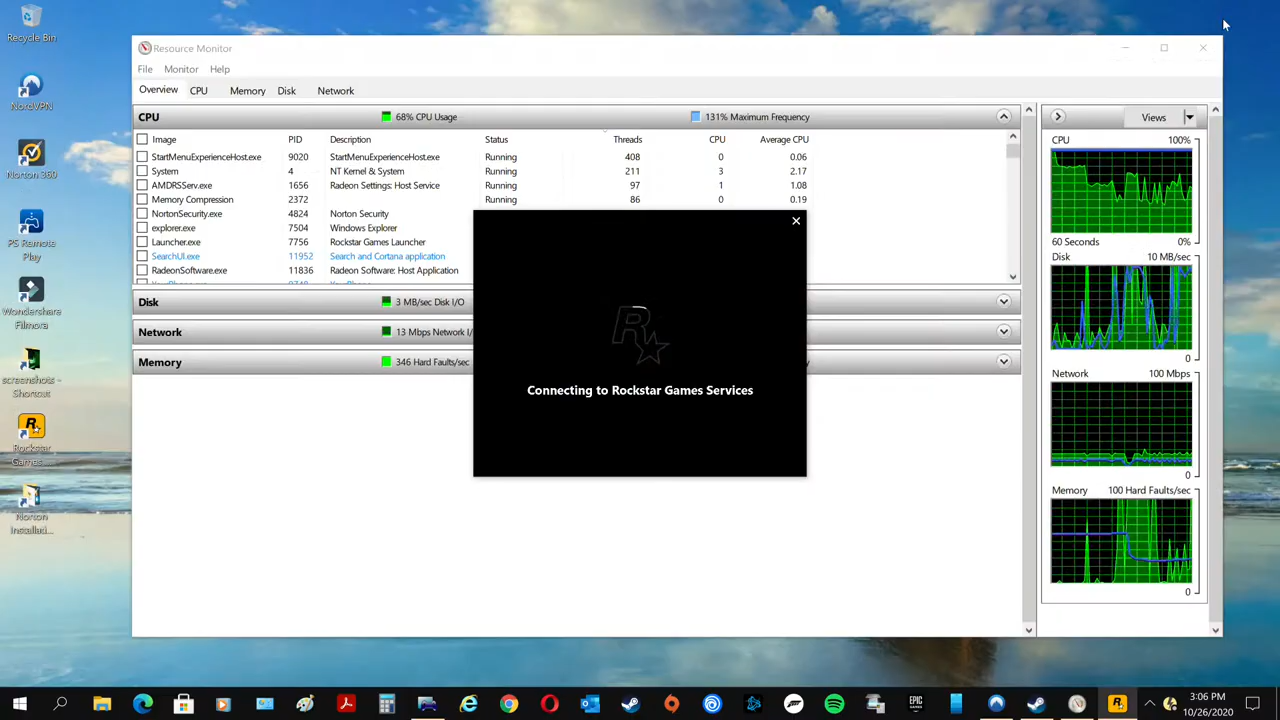 Recycle Bin
NordVPN
Norton 360
PS Remote
Play
Wondershare
Filmora
screenshots -
Shortcut
Rockstar
Games
Norton
Installati...
Resource Monitor
File Monitor Help
Overview CPU Memory Disk Network
CPU 68% CPU Usage 131% Maximum Frequency
Image PID Description Status Threads CPU Average CPU
StartMenuExperienceHost.exe 9020 StartMenuExperienceHost.exe Running 408 0 0.06
System 4 NT Kernel & System Running 211 3 2.17
AMDRSServ.exe 1656 Radeon Settings: Host Service Running 97 1 1.08
Memory Compression 2372 Running 86 0 0.19
NortonSecurity.exe 4824 Norton Security
explorer.exe 7504 Windows Explorer
Launcher.exe 7756 Rockstar Games Launcher
SearchUI.exe 11952 Search and Cortana application
RadeonSoftware.exe 11836 Radeon Software: Host Application
Disk 3 MB/sec Disk I/O
Network 13 Mbps Network I/
Memory 346 Hard Faults/sec
Connecting to Rockstar Games Services
Views
CPU 100%
60 Seconds 0%
Disk 10 MB/sec
0
Network 100 Mbps
0
Memory 100 Hard Faults/sec
0
EPIC
GAMES
3:06 PM
10/26/2020